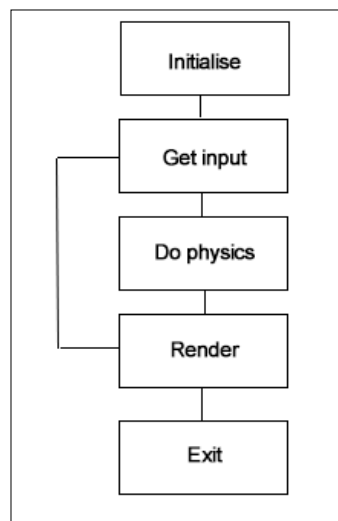 Initialise
Get input
Do physics
Render
Exit